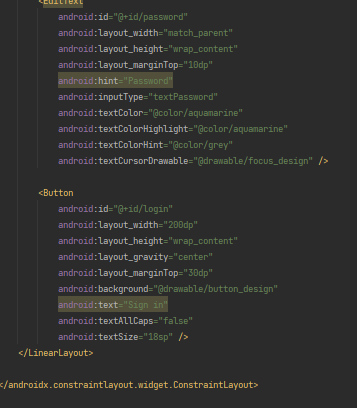 <EditText
android:id="@+id/password"
android:layout_width="match_parent"
android:layout_height="wrap_content"
android:layout_marginTop="10dp"
android:hint="Password"
android:inputType="textPassword"
android:textColor="@color/aquamarine"
android:textColorHighlight="@color/aquamarine"
android:textColorHint="@color/grey"
android:textCursorDrawable="@drawable/focus_design" />
<Button
android:id="@+id/login"
android:layout_width="200dp"
android:layout_height="wrap_content"
android:layout_gravity="center"
android:layout_marginTop="30dp"
android:background="@drawable/button_design"
android:text="Sign in"
android:textAllCaps="false"
android:textSize="18sp" />
</LinearLayout>
</androidx.constraintlayout.widget.ConstraintLayout>